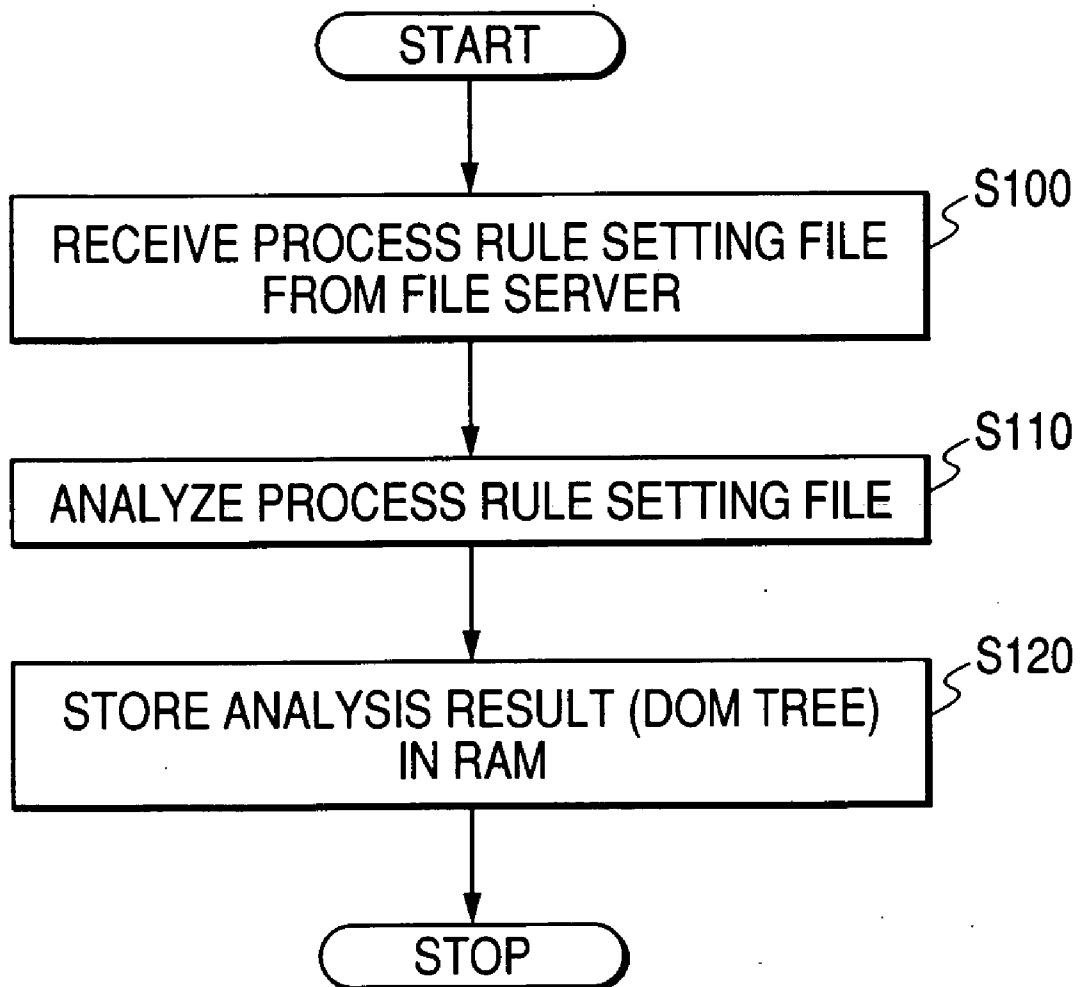 START
S100
RECEIVE PROCESS RULE SETTING FILE
FROM FILE SERVER
S110
ANALYZE PROCESS RULE SETTING FILE
S120
STORE ANALYSIS RESULT (DOM TREE)
IN RAM
STOP